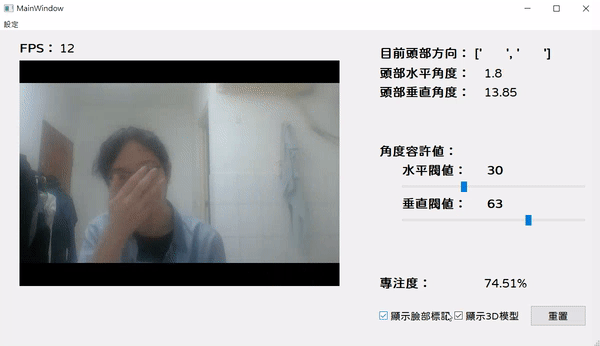 MainWindow
設定
FPS： 12
目前頭部方向： ['      ', '      ']
頭部水平角度： 1.8
頭部垂直角度： 13.85
角度容許值：
水平閥值： 30
垂直閥值： 63
專注度： 74.51%
顯示臉部標記 顯示3D模型 重置